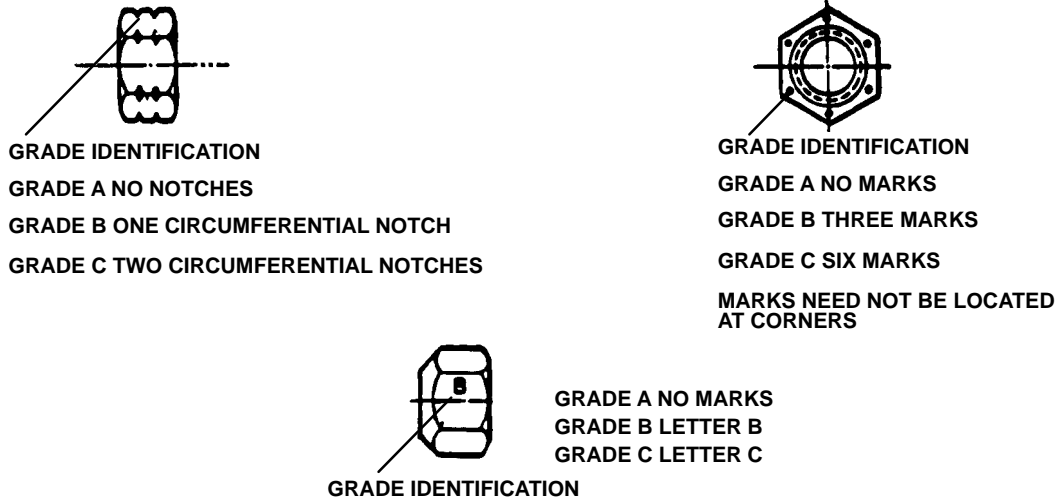 GRADE IDENTIFICATION
GRADE A NO NOTCHES
GRADE B ONE CIRCUMFERENTIAL NOTCH
GRADE C TWO CIRCUMFERENTIAL NOTCHES
GRADE IDENTIFICATION
GRADE A NO MARKS
GRADE B THREE MARKS
GRADE C SIX MARKS
MARKS NEED NOT BE LOCATED
AT CORNERS
B
GRADE A NO MARKS
GRADE B LETTER B
GRADE C LETTER C
GRADE IDENTIFICATION